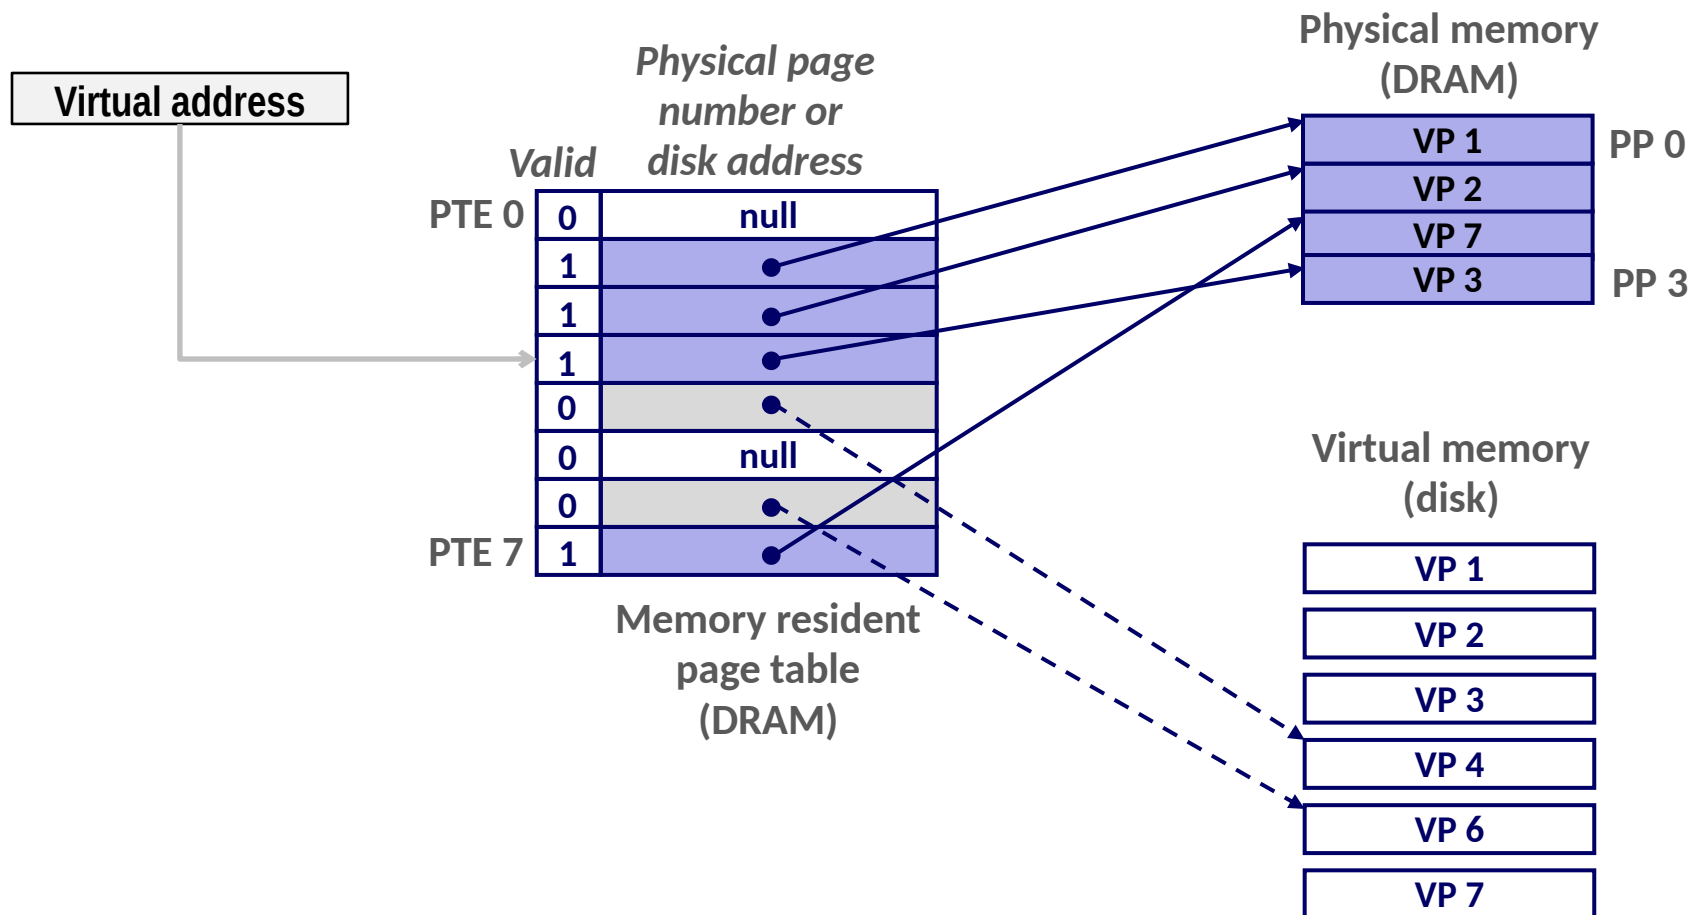 Virtual address
Physical page
number or
disk address
Valid
PTE 0
0 null
1
1
1
0
0 null
0
PTE 7 1
Memory resident
page table
(DRAM)
Physical memory
(DRAM)
VP 1 PP 0
VP 2
VP 7
VP 3 PP 3
Virtual memory
(disk)
VP 1
VP 2
VP 3
VP 4
VP 6
VP 7